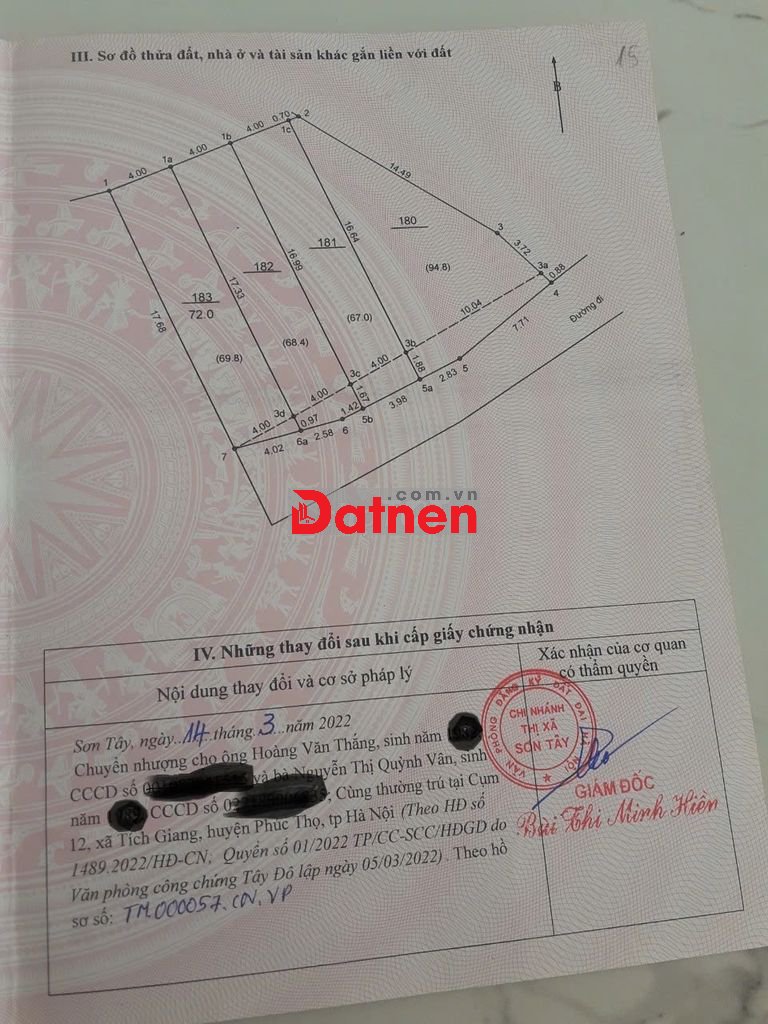 III. Sơ đồ thửa đất, nhà ở và tài sản khác gắn liền với đất
15
B
1
4.00
1a
4.00
1b
4.00
1c
0.70
2
14.49
3
3.72
3a
0.88
4
180
(94.8)
181
(67.0)
182
(68.4)
183
72.0
(69.8)
17.68
17.33
16.99
16.64
10.04
7.71
Đường đi
3b
1.88
4.00
3c
1.67
4.00
3d
0.97
4.00
7
4.02
6a
2.58
6
1.42
5b
3.98
5a
2.83
5
.com.vn
Datnen
IV. Những thay đổi sau khi cấp giấy chứng nhận
Nội dung thay đổi và cơ sở pháp lý
Xác nhận của cơ quan
có thẩm quyền
Sơn Tây, ngày..14...tháng..3...năm 2022
Chuyển nhượng cho ông Hoàng Văn Thắng, sinh năm
CCCD số và bà Nguyễn Thị Quỳnh Vân, sinh
năm CCCD số , Cùng thường trú tại Cụm
12, xã Tích Giang, huyện Phúc Thọ, tp Hà Nội (Theo HĐ số
1489.2022/HĐ-CN, Quyển số 01/2022 TP/CC-SCC/HĐGD do
Văn phòng công chứng Tây Đô lập ngày 05/03/2022) . Theo hồ
sơ số: TM.000057.CN.VP
VĂN PHÒNG ĐĂNG KÝ ĐẤT ĐAI HÀ NỘI
CHI NHÁNH
THỊ XÃ
SƠN TÂY
GIÁM ĐỐC
Bùi Thị Minh Hiền